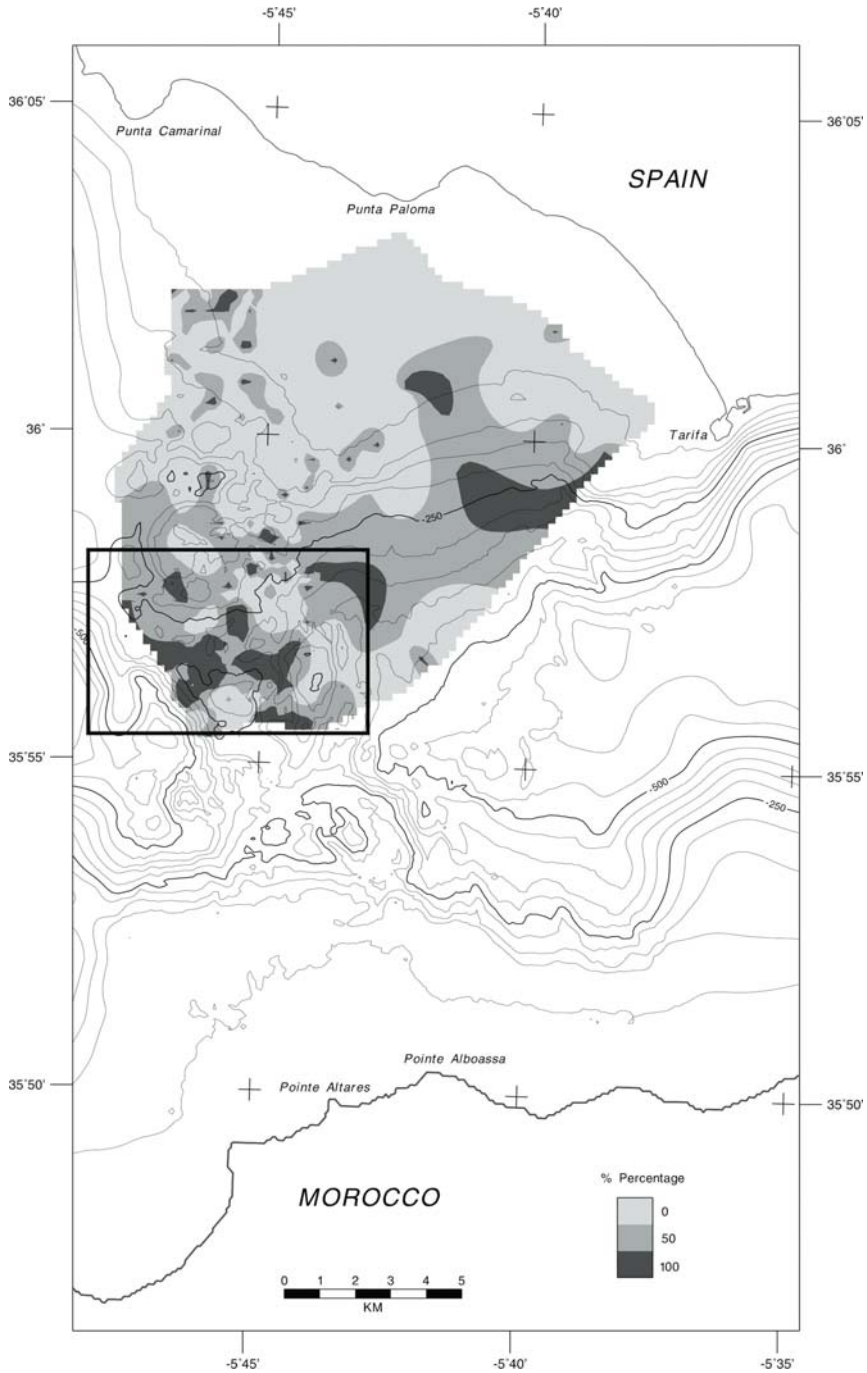 -5˚45' -5˚40'
36˚05' 36˚05'
Punta Camarinal
SPAIN
Punta Paloma
36˚ 36˚
Tarifa
-250
-500
35˚55' 35˚55'
-500
-250
Pointe Alboassa
35˚50' Pointe Altares 35˚50'
% Percentage
MOROCCO
0
50
100
0 1 2 3 4 5
KM
-5˚45' -5˚40' -5˚35'